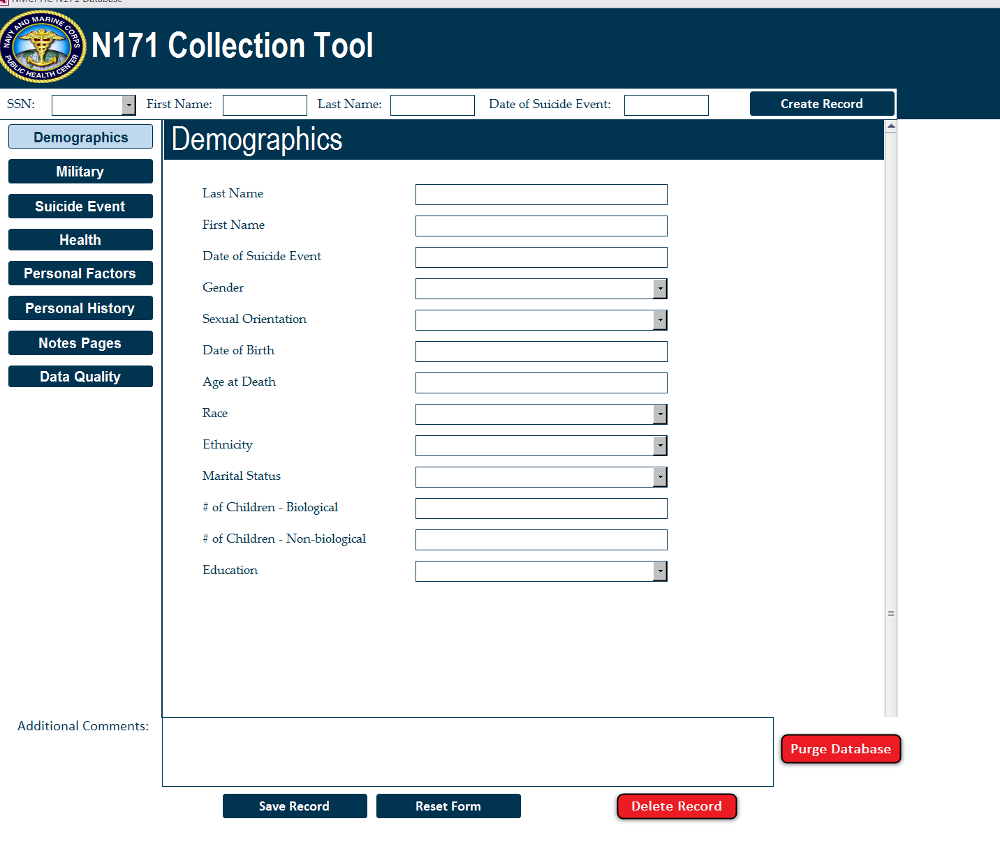 NMCPHC N171 Database
NAVY AND MARINE CORPS
PUBLIC HEALTH CENTER
N171 Collection Tool
SSN: First Name: Last Name: Date of Suicide Event: Create Record
Demographics
Military
Suicide Event
Health
Personal Factors
Personal History
Notes Pages
Data Quality
Demographics
Last Name
First Name
Date of Suicide Event
Gender
Sexual Orientation
Date of Birth
Age at Death
Race
Ethnicity
Marital Status
# of Children - Biological
# of Children - Non-biological
Education
Additional Comments:
Purge Database
Save Record Reset Form Delete Record